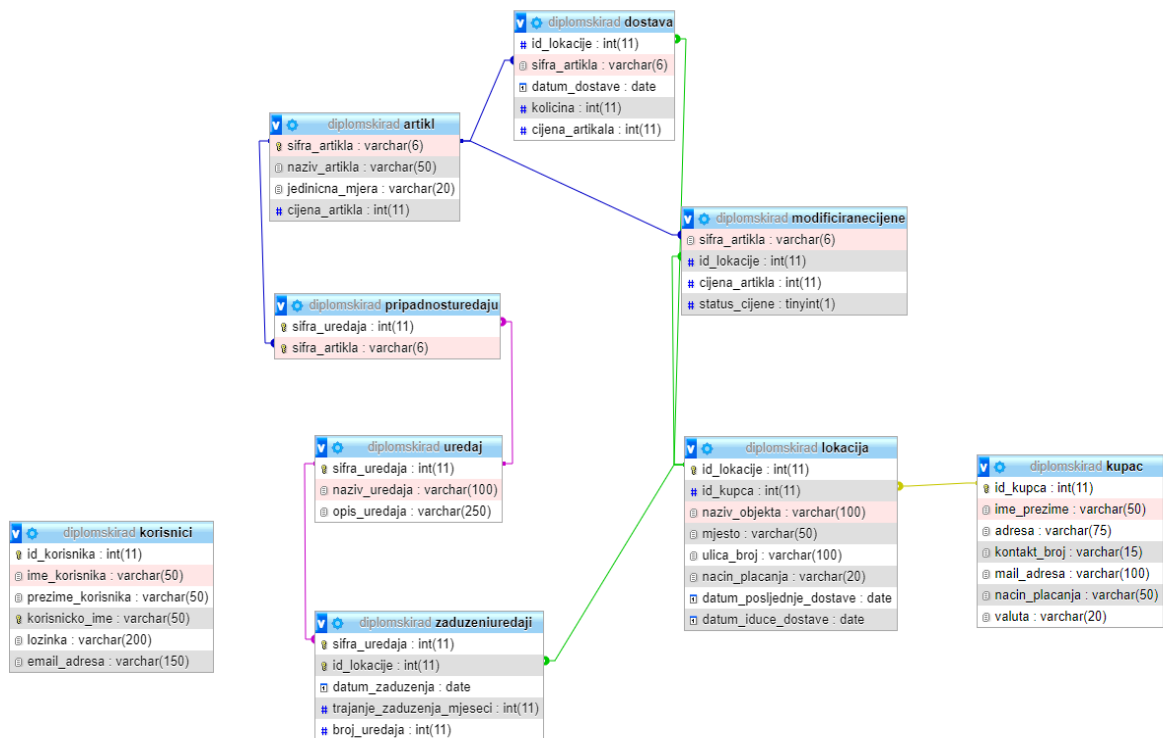 diplomskirad dostava
# id_lokacije : int(11)
sifra_artikla : varchar(6)
datum_dostave : date
# kolicina : int(11)
# cijena_artikala : int(11)
diplomskirad artikl
sifra_artikla : varchar(6)
naziv_artikla : varchar(50)
jedinicna_mjera : varchar(20)
# cijena_artikla : int(11)
diplomskirad modificiranecijene
sifra_artikla : varchar(6)
# id_lokacije : int(11)
# cijena_artikla : int(11)
# status_cijene : tinyint(1)
diplomskirad pripadnosturedaju
sifra_uredaja : int(11)
sifra_artikla : varchar(6)
diplomskirad uredaj
sifra_uredaja : int(11)
naziv_uredaja : varchar(100)
opis_uredaja : varchar(250)
diplomskirad lokacija
id_lokacije : int(11)
# id_kupca : int(11)
naziv_objekta : varchar(100)
mjesto : varchar(50)
ulica_broj : varchar(100)
nacin_placanja : varchar(20)
datum_posljednje_dostave : date
datum_iduce_dostave : date
diplomskirad kupac
id_kupca : int(11)
ime_prezime : varchar(50)
adresa : varchar(75)
kontakt_broj : varchar(15)
mail_adresa : varchar(100)
nacin_placanja : varchar(50)
valuta : varchar(20)
diplomskirad korisnici
id_korisnika : int(11)
ime_korisnika : varchar(50)
prezime_korisnika : varchar(50)
korisnicko_ime : varchar(50)
lozinka : varchar(200)
email_adresa : varchar(150)
diplomskirad zaduzeniuredaji
sifra_uredaja : int(11)
id_lokacije : int(11)
datum_zaduzenja : date
# trajanje_zaduzenja_mjeseci : int(11)
# broj_uredaja : int(11)